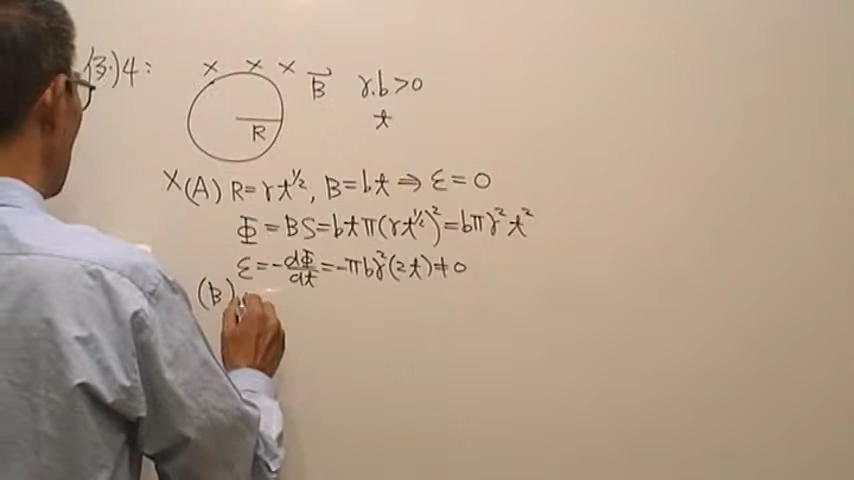 例4:
× × × B⃗ γ.b>0
R t
×(A) R=γt^{1/2}, B=bt ⇒ ε=0
Φ=BS=btπ(γt^{1/2})²=bπγ²t²
ε=-dΦ/dt=-πbγ²(2t)≠0
(B)